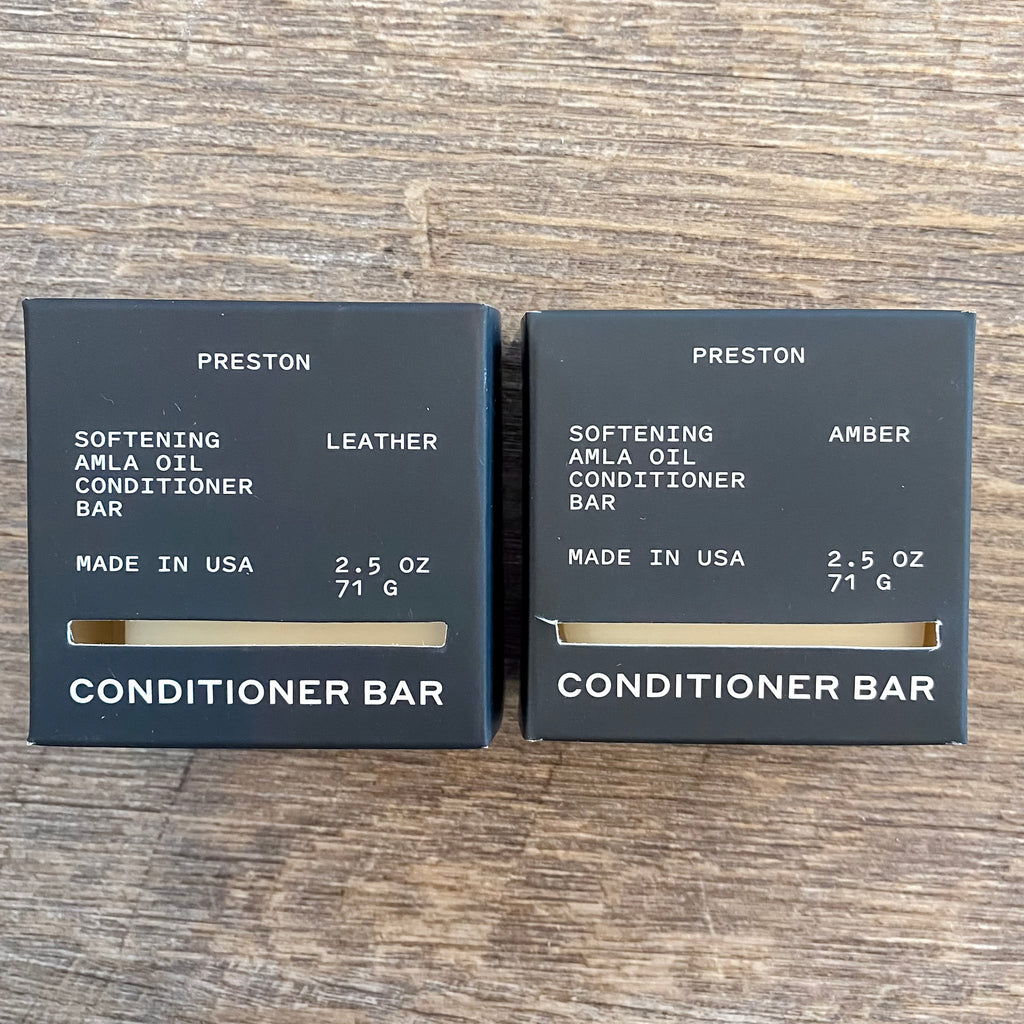 PRESTON
SOFTENING LEATHER
AMLA OIL
CONDITIONER
BAR
MADE IN USA 2.5 OZ
71 G
CONDITIONER BAR
PRESTON
SOFTENING AMBER
AMLA OIL
CONDITIONER
BAR
MADE IN USA 2.5 OZ
71 G
CONDITIONER BAR